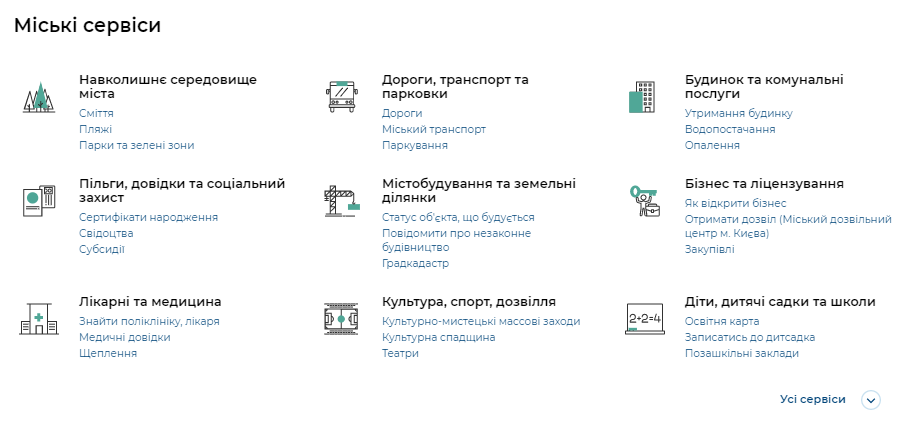 Міські сервіси
Навколишнє середовище
міста
Сміття
Пляжі
Парки та зелені зони
Дороги, транспорт та
парковки
Дороги
Міський транспорт
Паркування
Будинок та комунальні
послуги
Утримання будинку
Водопостачання
Опалення
Пільги, довідки та соціальний
захист
Сертифікати народження
Свідоцтва
Субсидії
Містобудування та земельні
ділянки
Статус об'єкта, що будується
Повідомити про незаконне
будівництво
Градкадастр
Бізнес та ліцензування
Як відкрити бізнес
Отримати дозвіл (Міський дозвільний
центр м. Києва)
Закупівлі
Лікарні та медицина
Знайти поліклініку, лікаря
Медичні довідки
Щеплення
Культура, спорт, дозвілля
Культурно-мистецькі массові заходи
Культурна спадщина
Театри
2+2=4
Діти, дитячі садки та школи
Освітня карта
Записатись до дитсадка
Позашкільні заклади
Усі сервіси